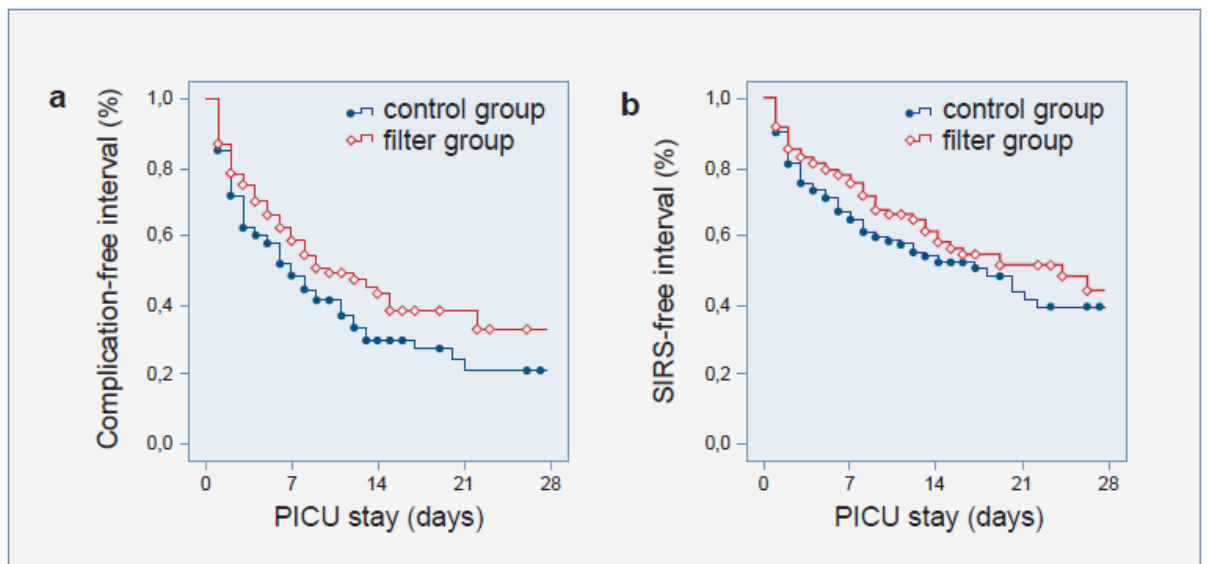 a
Complication-free interval (%)
1,0
0,8
0,6
0,4
0,2
0,0
control group
filter group
0 7 14 21 28
PICU stay (days)
b
SIRS-free interval (%)
1,0
0,8
0,6
0,4
0,2
0,0
control group
filter group
0 7 14 21 28
PICU stay (days)